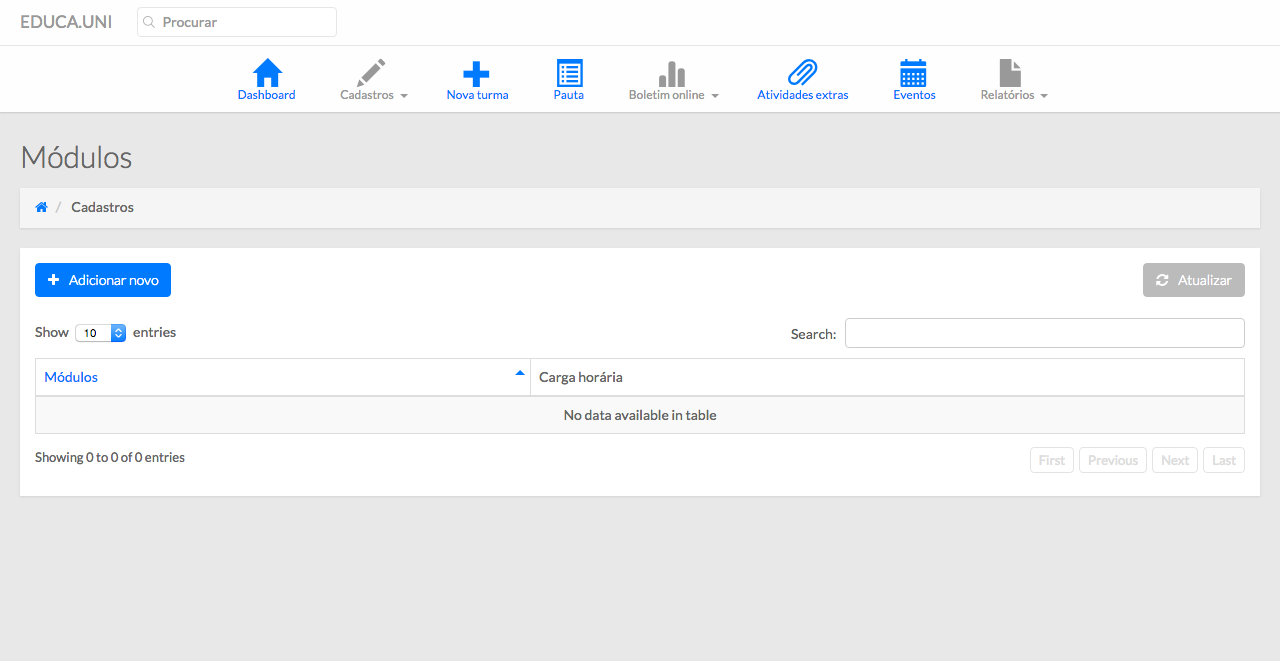 EDUCA.UNI Procurar
Dashboard Cadastros Nova turma Pauta Boletim online Atividades extras Eventos Relatórios
Módulos
/ Cadastros
Adicionar novo Atualizar
Show 10 entries Search:
Módulos Carga horária
No data available in table
Showing 0 to 0 of 0 entries First Previous Next Last